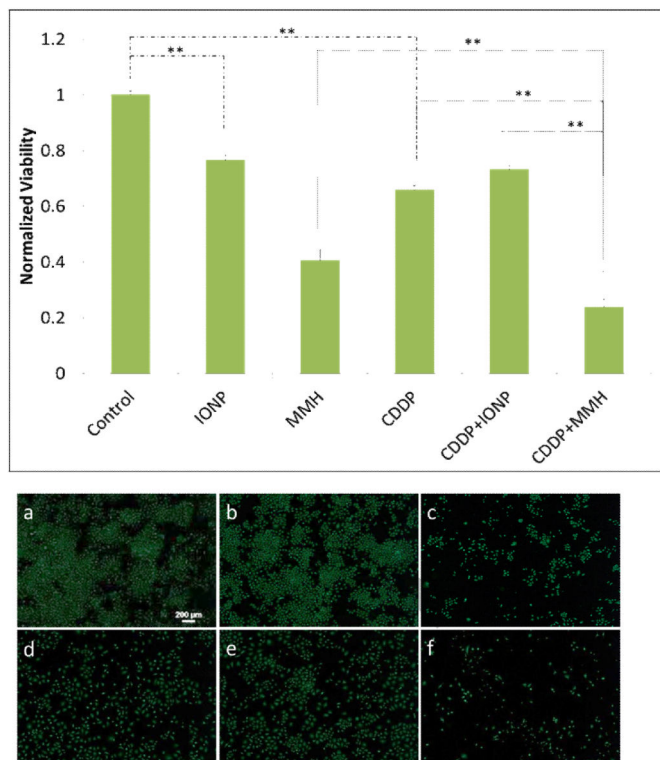 1.2
**
**
**
1
**
**
0.8
0.6
0.4
0.2
0
Normalized Viability
Control
IONP
MMH
CDDP
CDDP+IONP
CDDP+MMH
a
b
c
200 µm
d
e
f